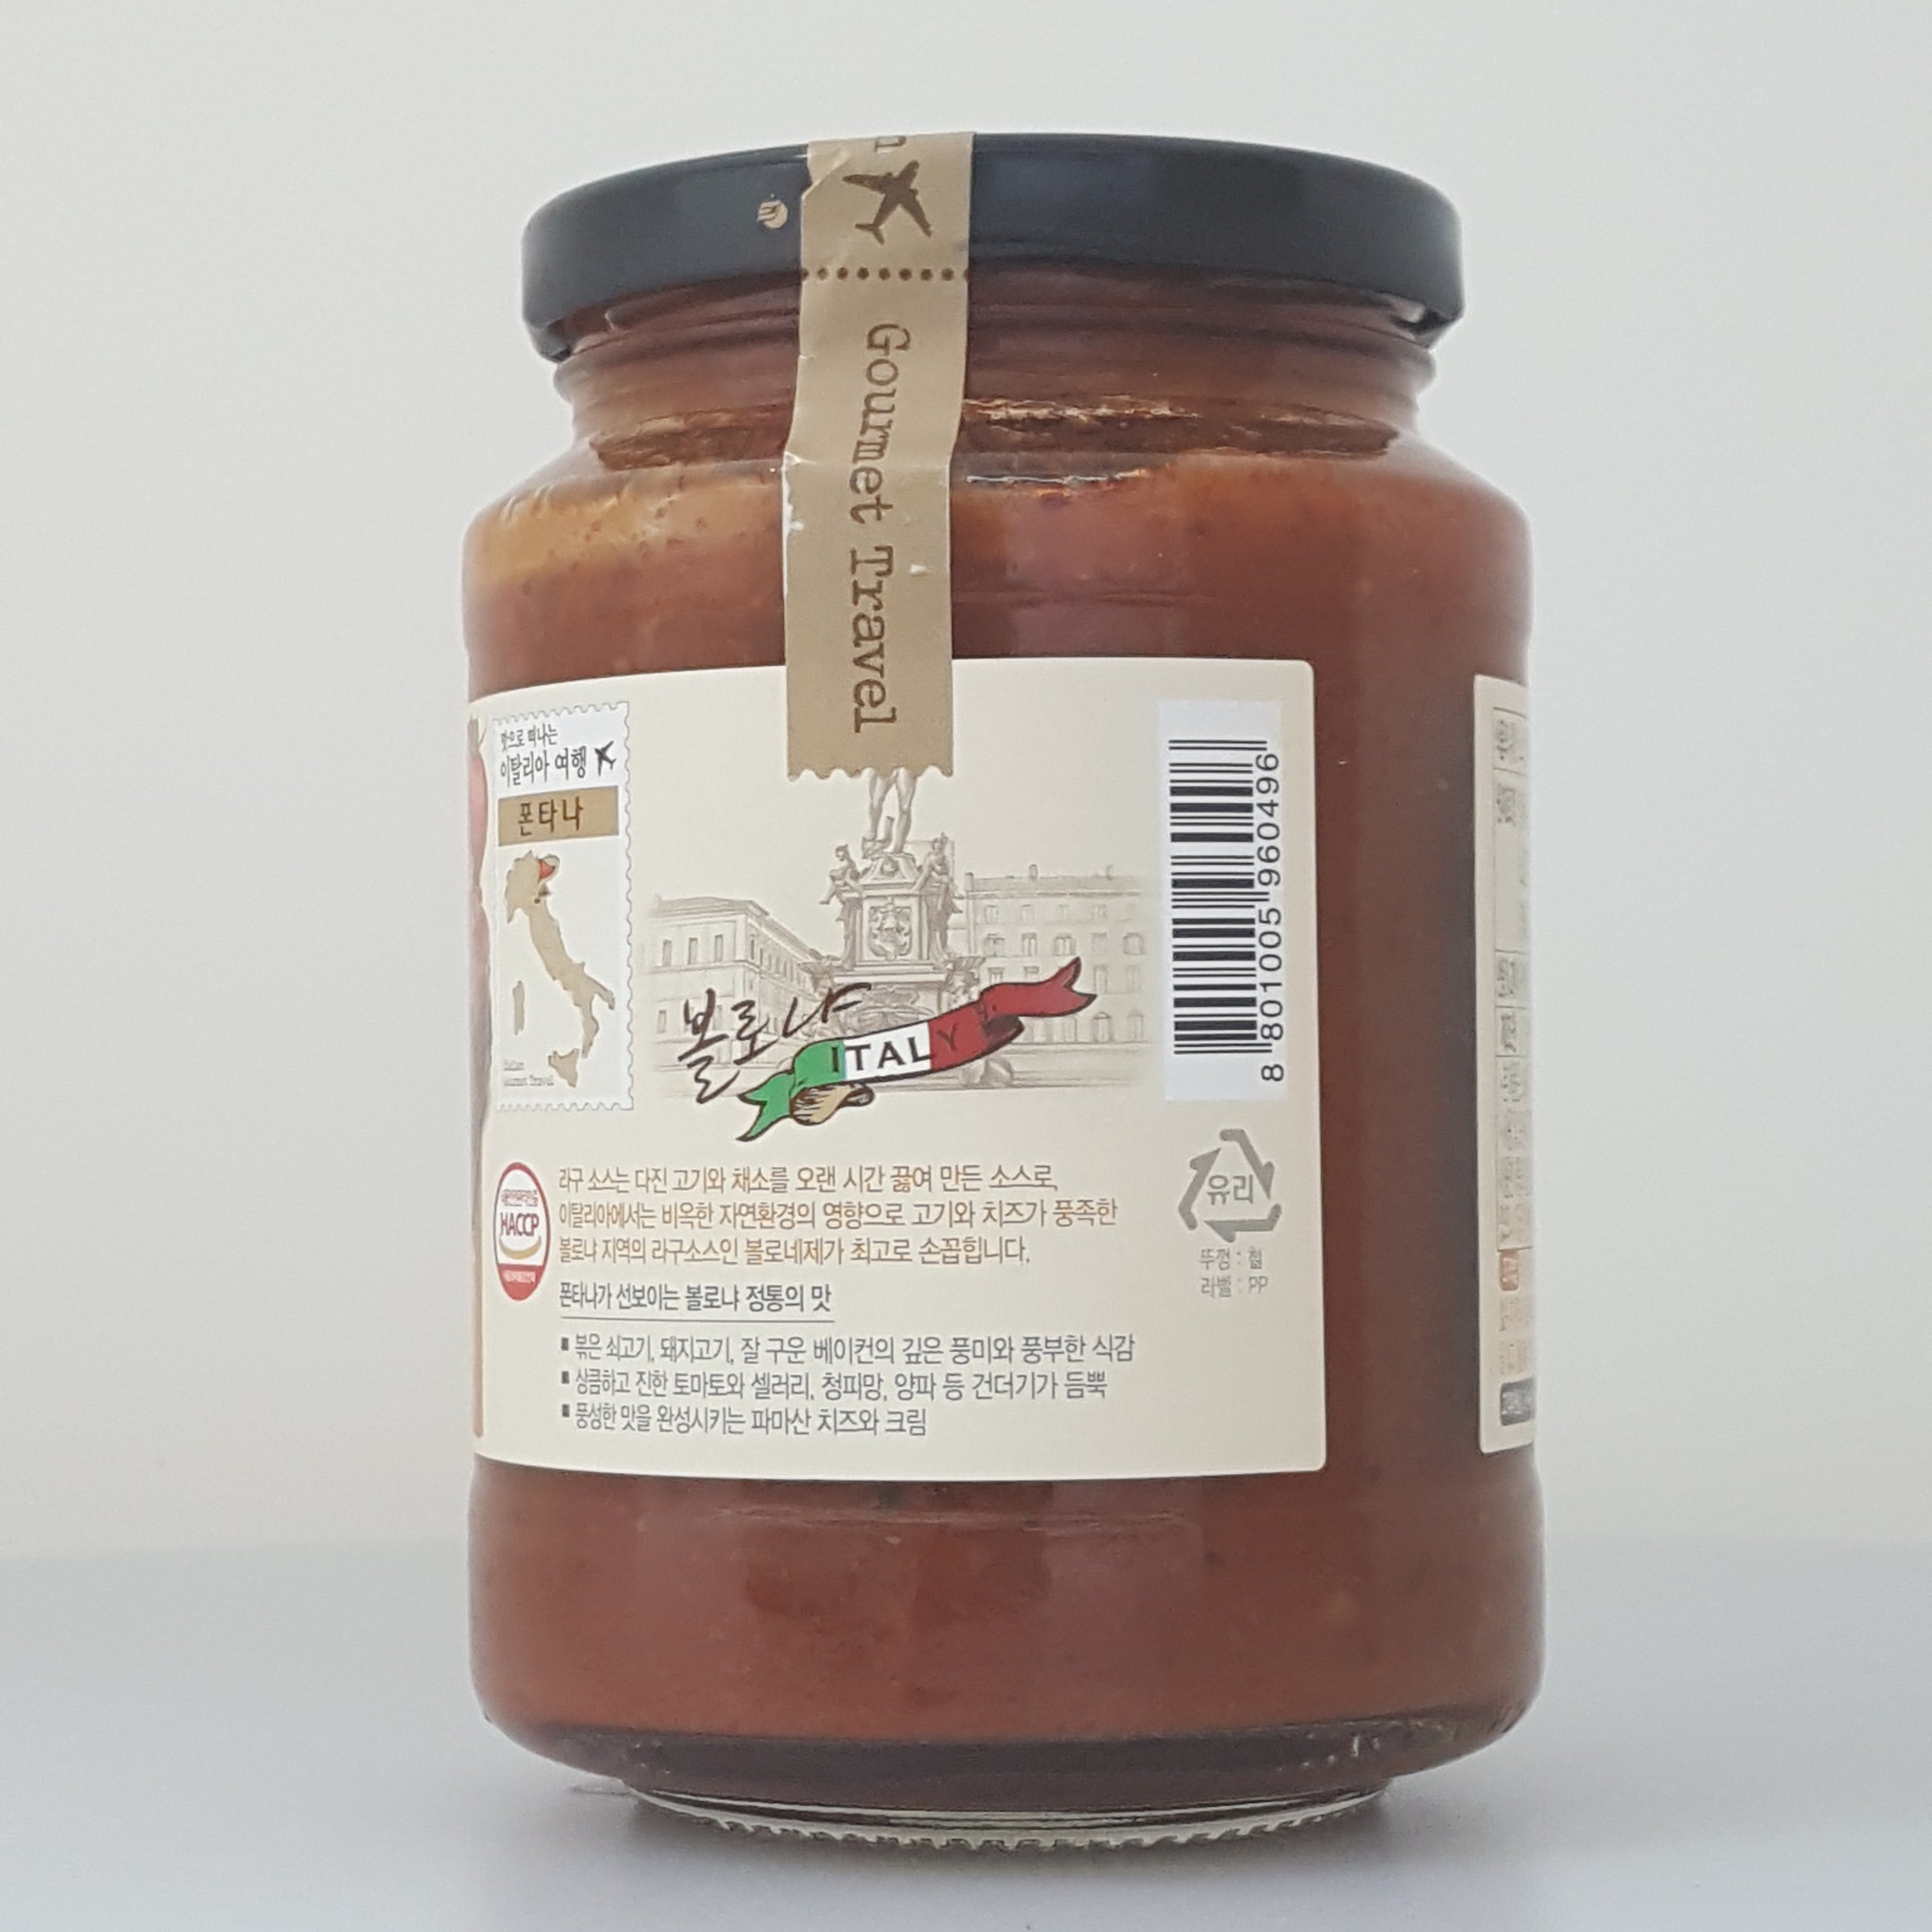 Gourmet Travel
맛으로 떠나는
이탈리아 여행
폰타나
Italian
Gourmet Travel
볼로냐
ITALY
8 801005 960496
HACCP
라구 소스는 다진 고기와 채소를 오랜 시간 끓여 만든 소스로,
이탈리아에서는 비옥한 자연환경의 영향으로 고기와 치즈가 풍족한
볼로냐 지역의 라구소스인 볼로네제가 최고로 손꼽힙니다.
폰타나가 선보이는 볼로냐 정통의 맛
■ 볶은 쇠고기, 돼지고기, 잘 구운 베이컨의 깊은 풍미와 풍부한 식감
■ 상큼하고 진한 토마토와 셀러리, 청피망, 양파 등 건더기가 듬뿍
■ 풍성한 맛을 완성시키는 파마산 치즈와 크림
유리
뚜껑 : 철
라벨 : PP